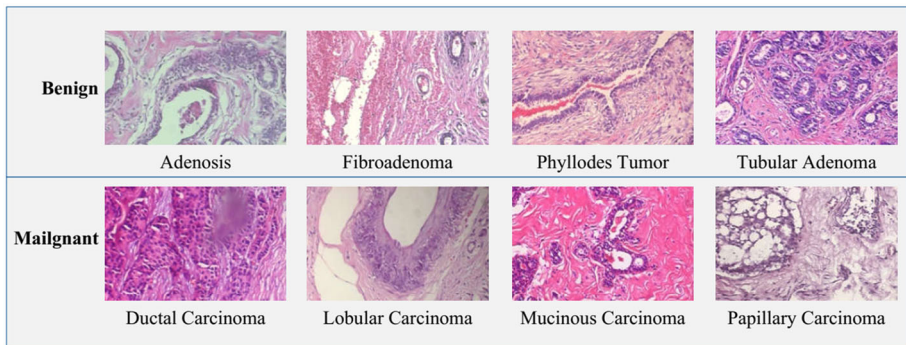 Benign
Adenosis
Fibroadenoma
Phyllodes Tumor
Tubular Adenoma
Mailgnant
Ductal Carcinoma
Lobular Carcinoma
Mucinous Carcinoma
Papillary Carcinoma